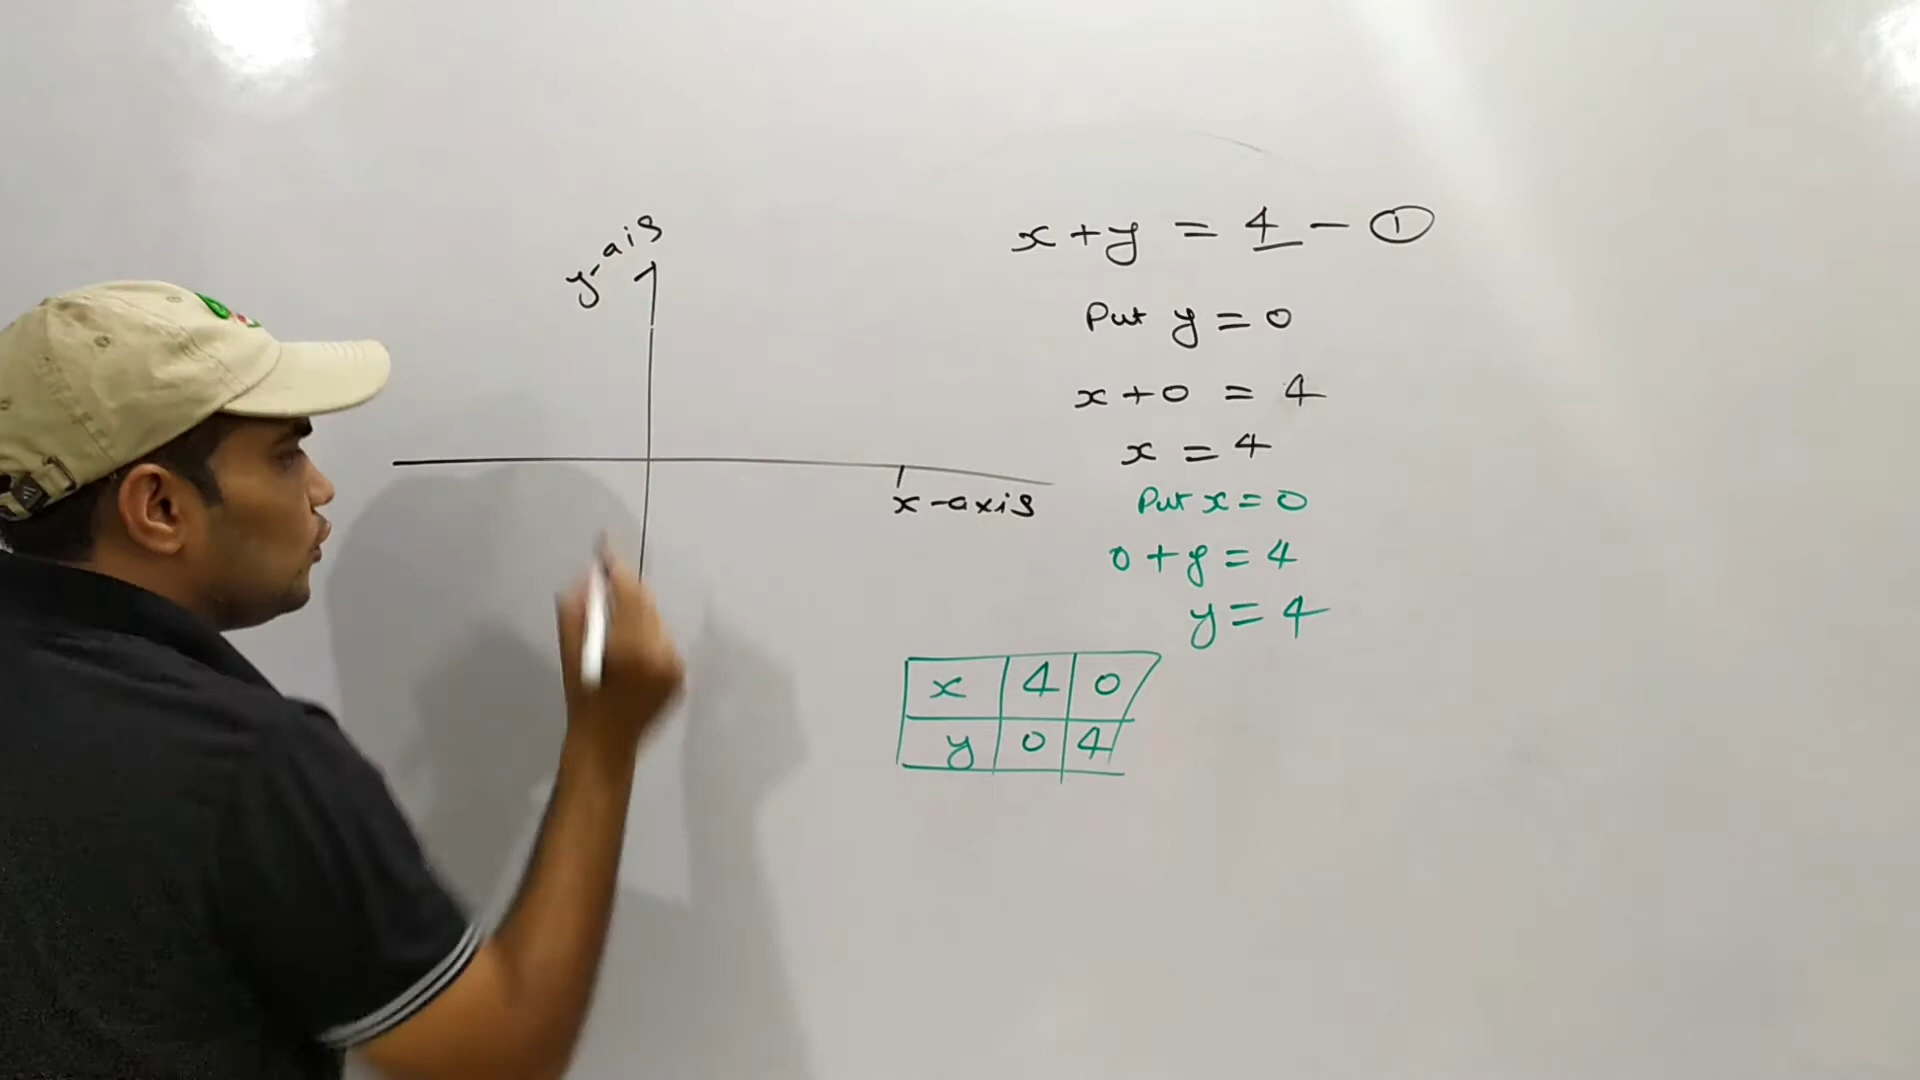 y-ais
x-axis
x + y = 4 - ①
Put y = 0
x + 0 = 4
x = 4
Put x = 0
0 + y = 4
y = 4
x 4 0
y 0 4